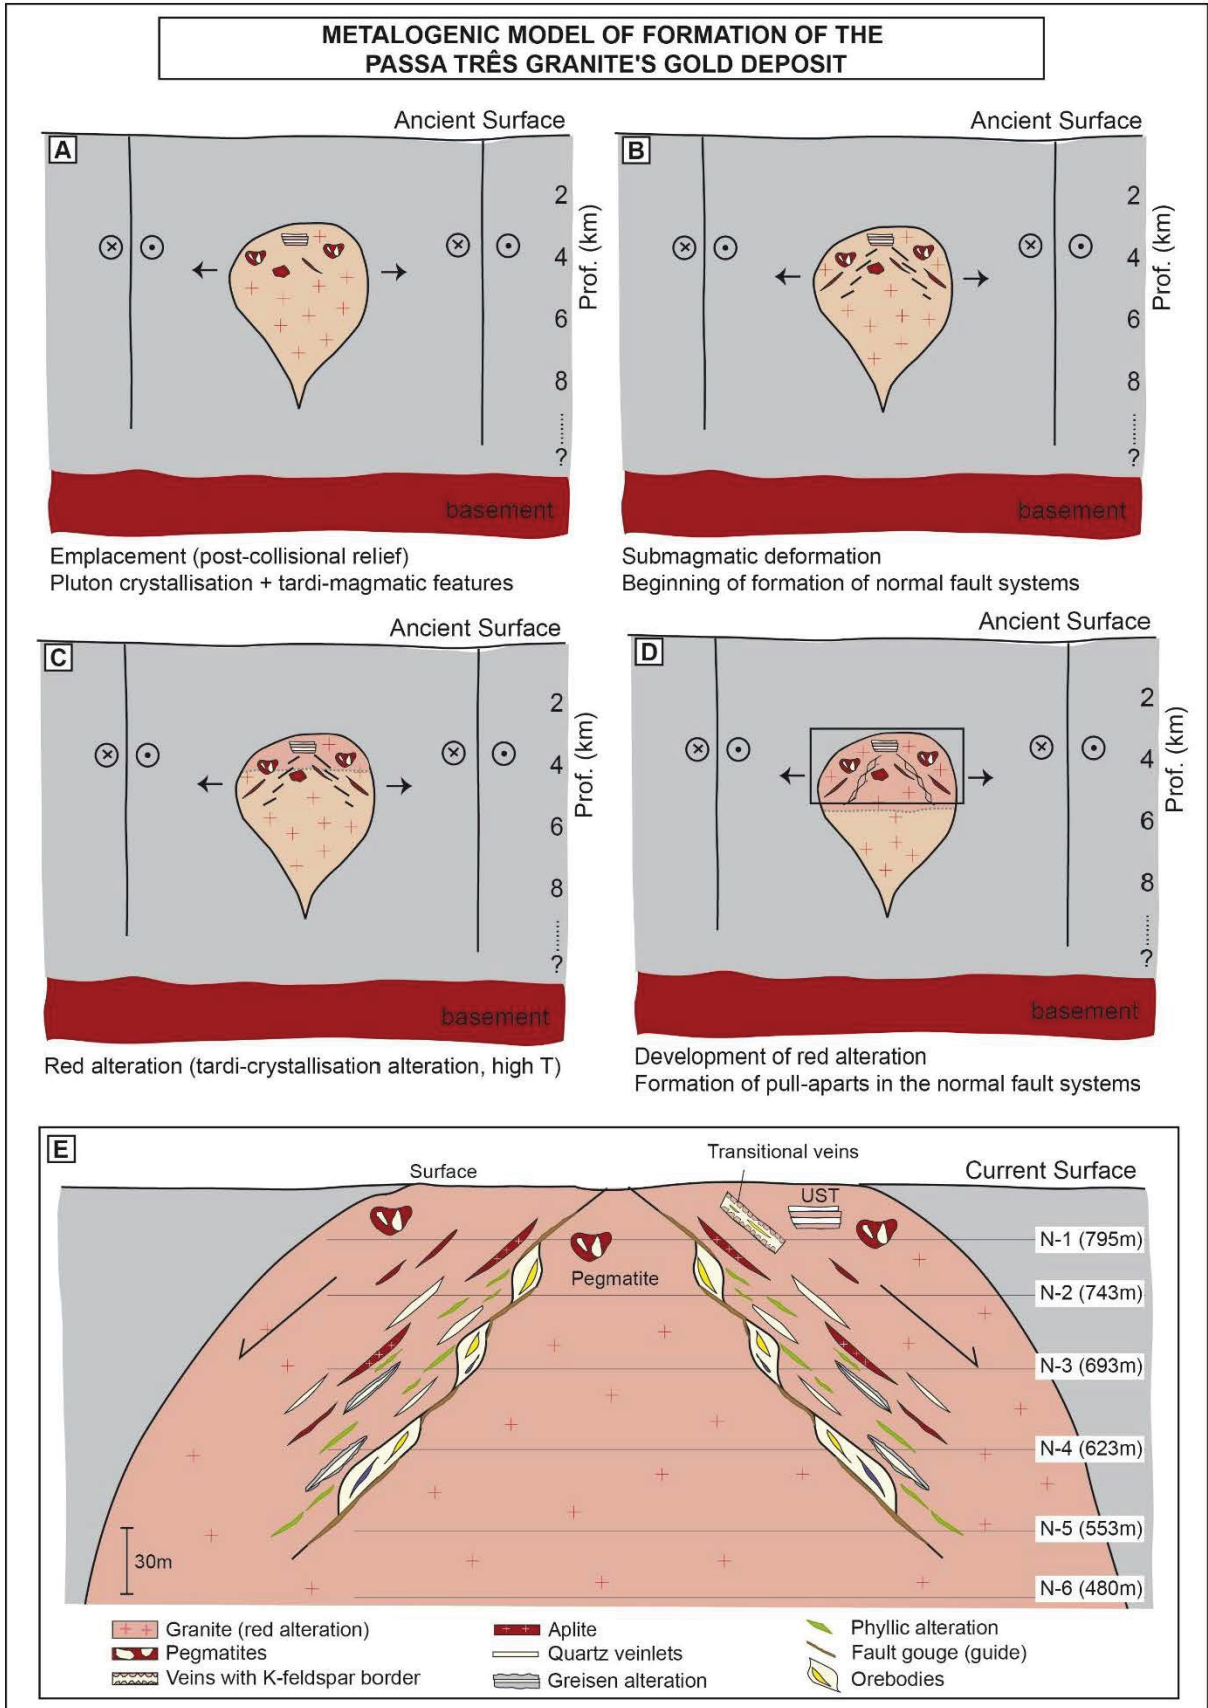 METALOGENIC MODEL OF FORMATION OF THE
PASSA TRÊS GRANITE'S GOLD DEPOSIT
Ancient Surface
A
2
4
6
8
?
Prof. (km)
basement
Emplacement (post-collisional relief)
Pluton crystallisation + tardi-magmatic features
Ancient Surface
B
2
4
6
8
?
Prof. (km)
basement
Submagmatic deformation
Beginning of formation of normal fault systems
Ancient Surface
C
2
4
6
8
?
Prof. (km)
basement
Red alteration (tardi-crystallisation alteration, high T)
Ancient Surface
D
2
4
6
8
?
Prof. (km)
basement
Development of red alteration
Formation of pull-aparts in the normal fault systems
E
Surface
Transitional veins
UST
Current Surface
Pegmatite
N-1 (795m)
N-2 (743m)
N-3 (693m)
N-4 (623m)
N-5 (553m)
N-6 (480m)
30m
Granite (red alteration)
Pegmatites
Veins with K-feldspar border
Aplite
Quartz veinlets
Greisen alteration
Phyllic alteration
Fault gouge (guide)
Orebodies